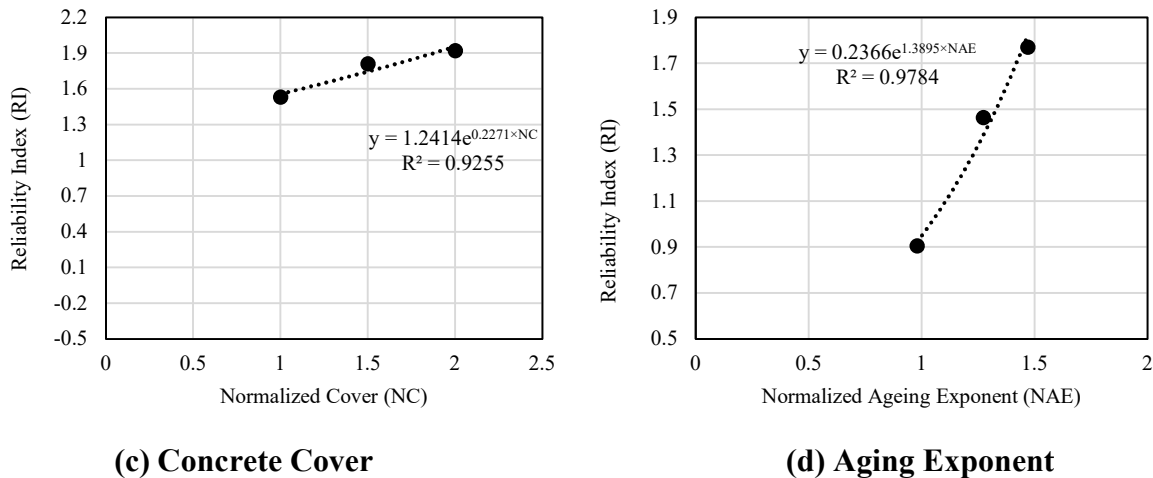 2.2
1.9
1.6
1.3
1
0.7
0.4
0.1
-0.2
-0.5
Reliability Index (RI)
y = 1.2414e^0.2271×NC
R² = 0.9255
0
0.5
1
1.5
2
2.5
Normalized Cover (NC)
(c) Concrete Cover
1.9
1.7
1.5
1.3
1.1
0.9
0.7
0.5
Reliability Index (RI)
y = 0.2366e^1.3895×NAE
R² = 0.9784
0
0.5
1
1.5
2
Normalized Ageing Exponent (NAE)
(d) Aging Exponent